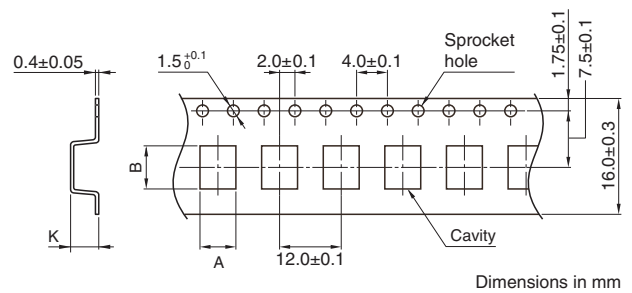 0.4±0.05
1.5 +0.1 0
2.0±0.1
4.0±0.1
Sprocket
hole
1.75±0.1
7.5±0.1
16.0±0.3
B
K
A
12.0±0.1
Cavity
Dimensions in mm